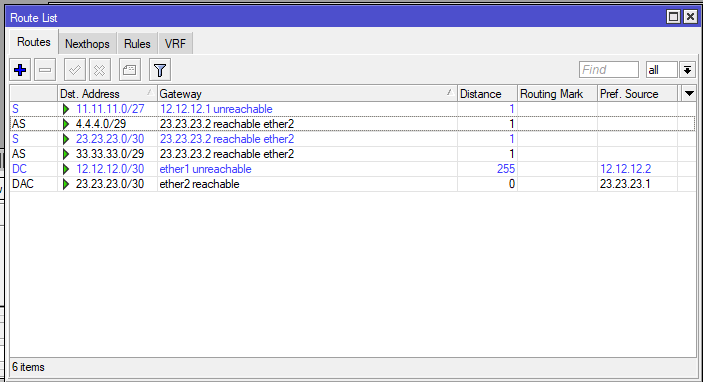 Route List
Routes Nexthops Rules VRF
Find all
Dst. Address Gateway Distance Routing Mark Pref. Source
S 11.11.11.0/27 12.12.12.1 unreachable 1
AS 4.4.4.0/29 23.23.23.2 reachable ether2 1
S 23.23.23.0/30 23.23.23.2 reachable ether2 1
AS 33.33.33.0/29 23.23.23.2 reachable ether2 1
DC 12.12.12.0/30 ether1 unreachable 255 12.12.12.2
DAC 23.23.23.0/30 ether2 reachable 0 23.23.23.1
6 items